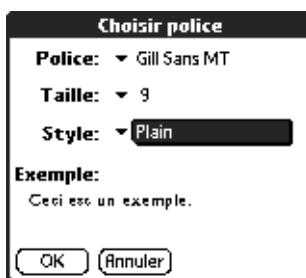 Choisir police
Police: Gill Sans MT
Taille: 9
Style: Plain
Exemple:
Ceci est un exemple.
OK Annuler